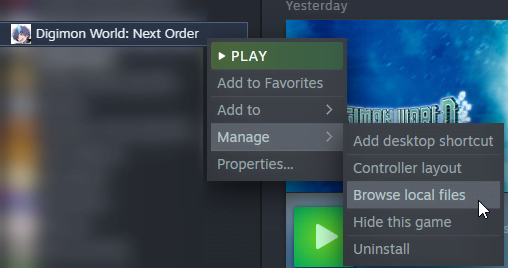 Yesterday
Digimon World: Next Order
PLAY
Add to Favorites
Add to
Manage
Properties...
Add desktop shortcut
Controller layout
Browse local files
Hide this game
Uninstall